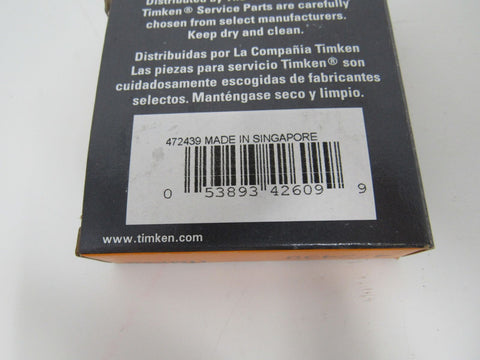 Distributed by
Timken® Service Parts are carefully
chosen from select manufacturers.
Keep dry and clean.
Distribuidas por La Compañia Timken
Las piezas para servicio Timken® son
cuidadosamente escogidas de fabricantes
selectos. Manténgase seco y limpio.
472439 MADE IN SINGAPORE
0 53893 42609 9
www.timken.com